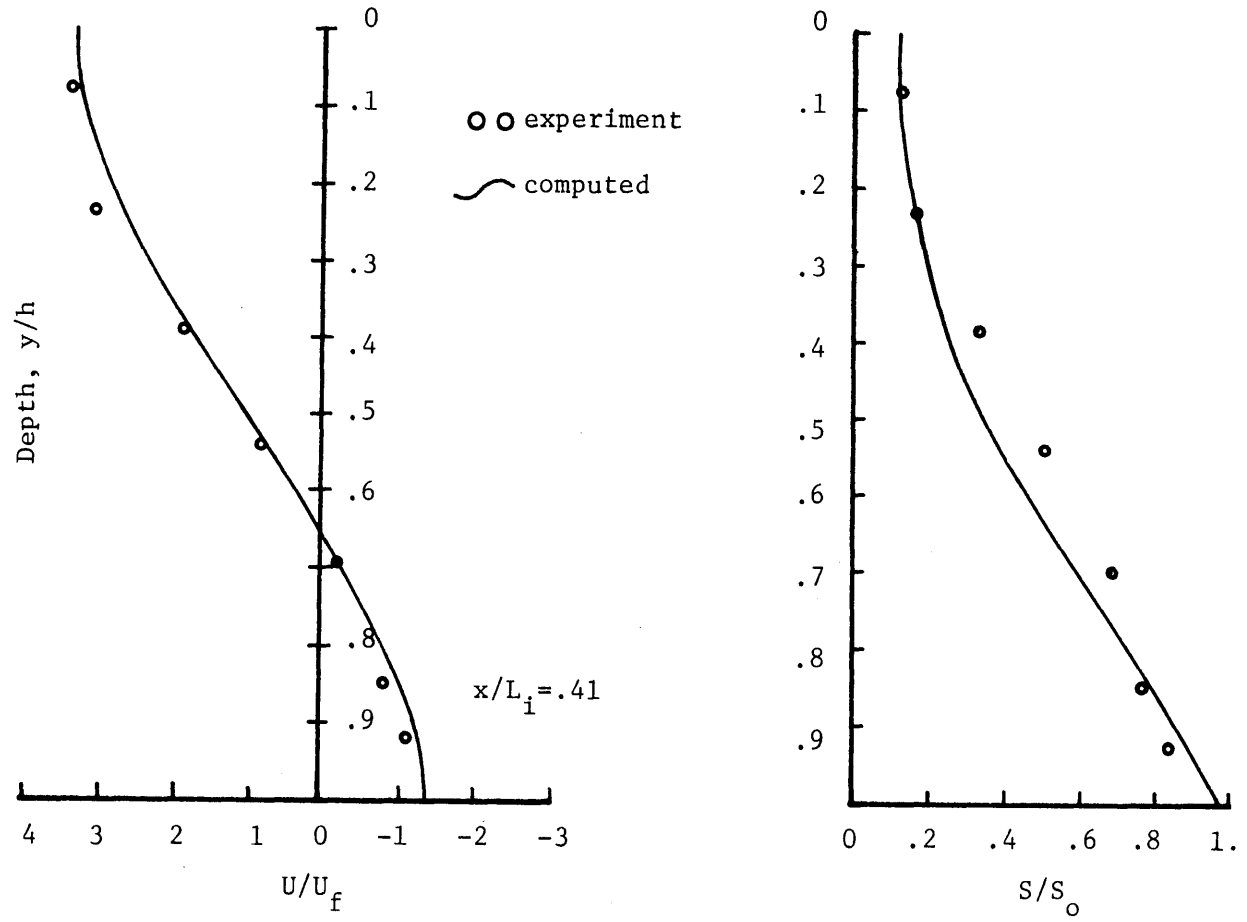 0
.1
.2
.3
.4
.5
.6
.8
.9
Depth, y/h
experiment
computed
x/L_i=.41
4 3 2 1 0 -1 -2 -3
U/U_f
0
.1
.2
.3
.4
.5
.6
.7
.8
.9
0 .2 .4 .6 .8 1.
S/S_o